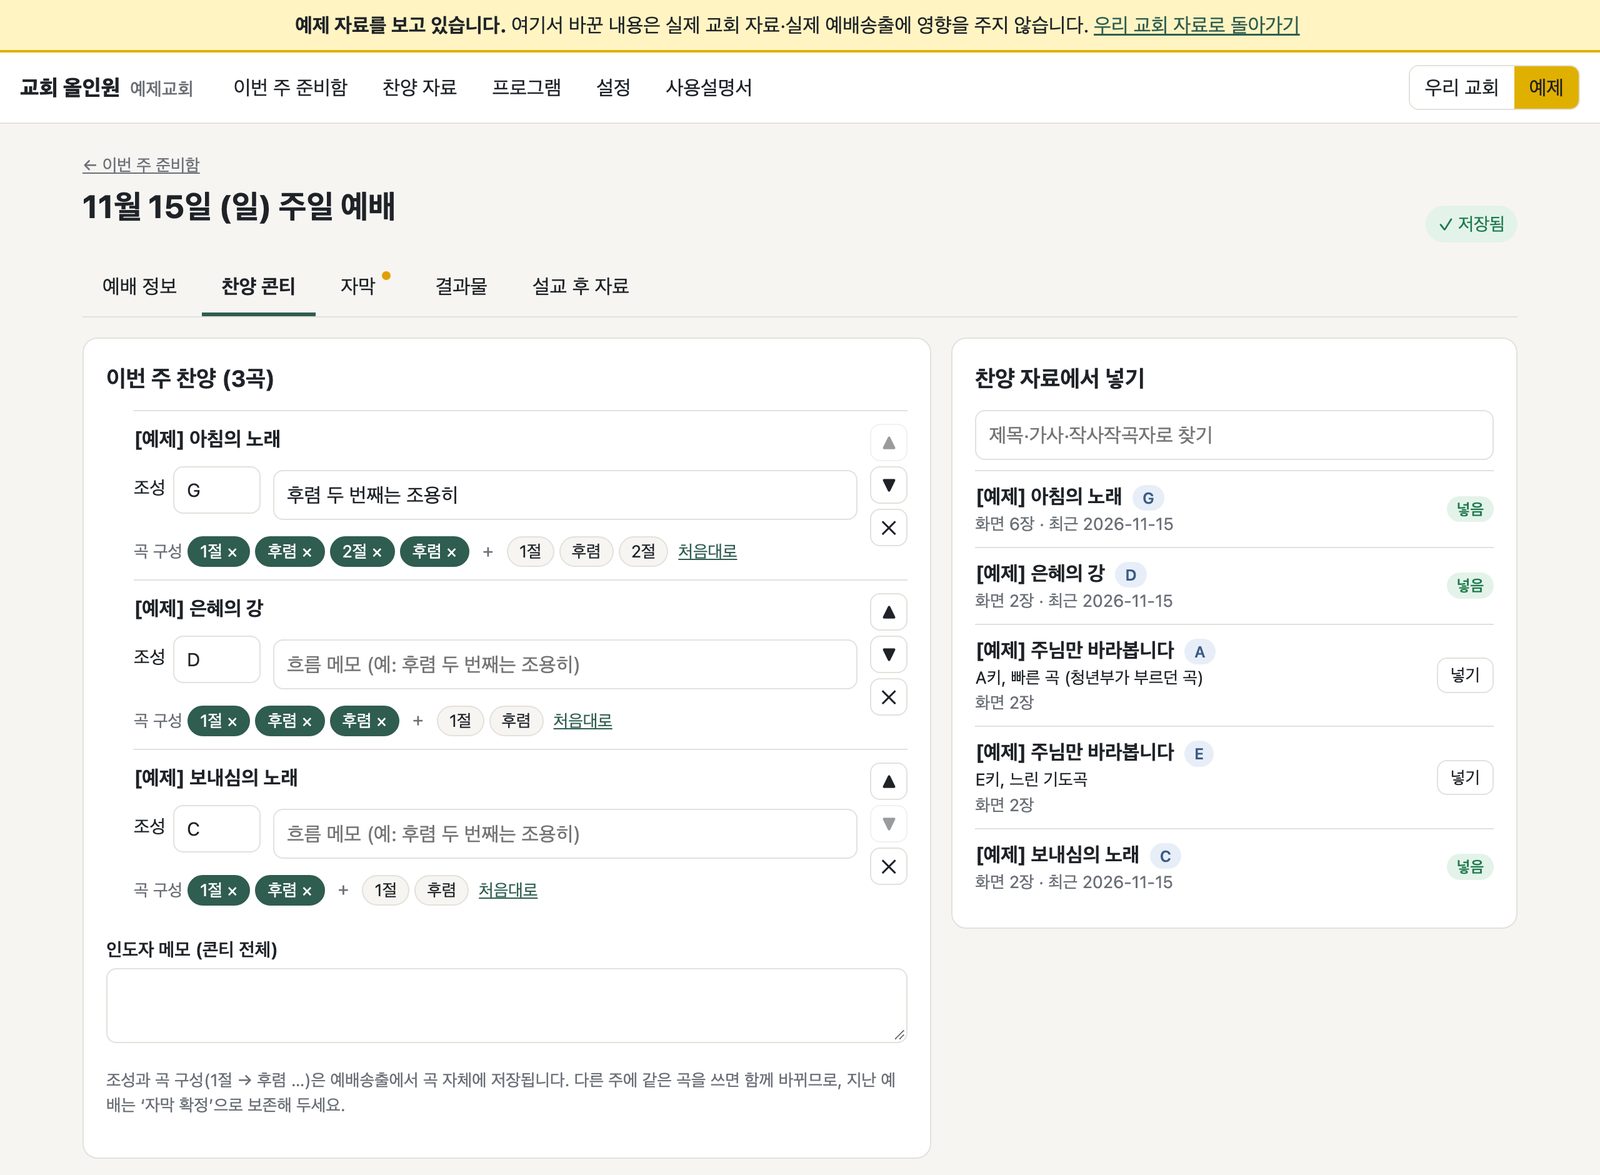 예제 자료를 보고 있습니다. 여기서 바꾼 내용은 실제 교회 자료·실제 예배송출에 영향을 주지 않습니다. 우리 교회 자료로 돌아가기
교회 올인원 예제교회 이번 주 준비함 찬양 자료 프로그램 설정 사용설명서 우리 교회 예제
← 이번 주 준비함
11월 15일 (일) 주일 예배
✓ 저장됨
예배 정보 찬양 콘티 자막 결과물 설교 후 자료
이번 주 찬양 (3곡)
[예제] 아침의 노래
▲
조성 G 후렴 두 번째는 조용히
▼
✕
곡 구성 1절 × 후렴 × 2절 × 후렴 × + 1절 후렴 2절 처음대로
[예제] 은혜의 강
▲
조성 D 흐름 메모 (예: 후렴 두 번째는 조용히)
▼
✕
곡 구성 1절 × 후렴 × 후렴 × + 1절 후렴 처음대로
[예제] 보내심의 노래
▲
조성 C 흐름 메모 (예: 후렴 두 번째는 조용히)
▼
✕
곡 구성 1절 × 후렴 × + 1절 후렴 처음대로
인도자 메모 (콘티 전체)
조성과 곡 구성(1절 → 후렴 …)은 예배송출에서 곡 자체에 저장됩니다. 다른 주에 같은 곡을 쓰면 함께 바뀌므로, 지난 예
배는 ‘자막 확정’으로 보존해 두세요.
찬양 자료에서 넣기
제목·가사·작사작곡자로 찾기
[예제] 아침의 노래 G
화면 6장 · 최근 2026-11-15
넣음
[예제] 은혜의 강 D
화면 2장 · 최근 2026-11-15
넣음
[예제] 주님만 바라봅니다 A
A키, 빠른 곡 (청년부가 부르던 곡)
화면 2장
넣기
[예제] 주님만 바라봅니다 E
E키, 느린 기도곡
화면 2장
넣기
[예제] 보내심의 노래 C
화면 2장 · 최근 2026-11-15
넣음